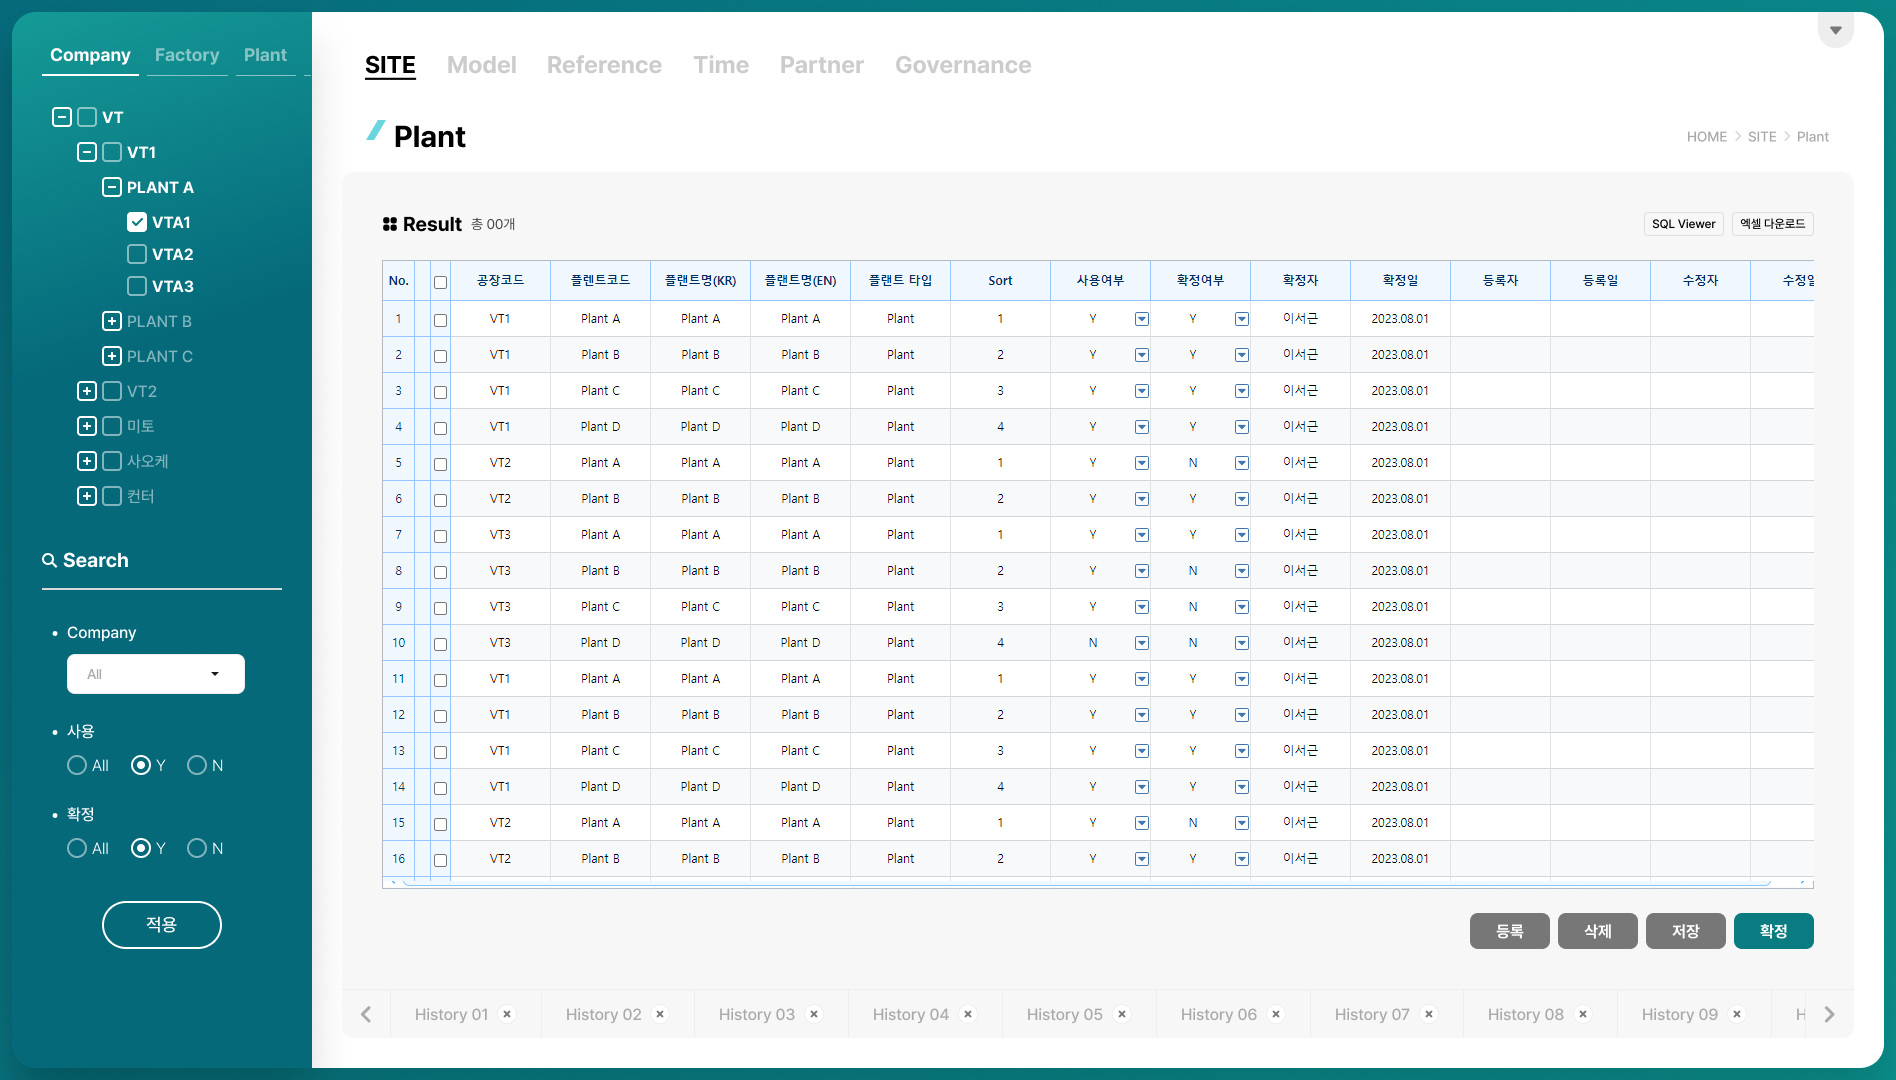 Company Factory Plant
VT
VT1
PLANT A
VTA1
VTA2
VTA3
PLANT B
PLANT C
VT2
미토
사오케
컨터
Search
Company
All
사용
All Y N
확정
All Y N
적용
SITE Model Reference Time Partner Governance
Plant
HOME SITE Plant
Result 총 00개
SQL Viewer 엑셀 다운로드
No. 공장코드 플렌트코드 플랜트명(KR) 플랜트명(EN) 플랜트 타입 Sort 사용여부 확정여부 확정자 확정일 등록자 등록일 수정자 수정일
1 VT1 Plant A Plant A Plant A Plant 1 Y Y 이서근 2023.08.01
2 VT1 Plant B Plant B Plant B Plant 2 Y Y 이서근 2023.08.01
3 VT1 Plant C Plant C Plant C Plant 3 Y Y 이서근 2023.08.01
4 VT1 Plant D Plant D Plant D Plant 4 Y Y 이서근 2023.08.01
5 VT2 Plant A Plant A Plant A Plant 1 Y N 이서근 2023.08.01
6 VT2 Plant B Plant B Plant B Plant 2 Y Y 이서근 2023.08.01
7 VT3 Plant A Plant A Plant A Plant 1 Y Y 이서근 2023.08.01
8 VT3 Plant B Plant B Plant B Plant 2 Y N 이서근 2023.08.01
9 VT3 Plant C Plant C Plant C Plant 3 Y N 이서근 2023.08.01
10 VT3 Plant D Plant D Plant D Plant 4 N N 이서근 2023.08.01
11 VT1 Plant A Plant A Plant A Plant 1 Y Y 이서근 2023.08.01
12 VT1 Plant B Plant B Plant B Plant 2 Y Y 이서근 2023.08.01
13 VT1 Plant C Plant C Plant C Plant 3 Y Y 이서근 2023.08.01
14 VT1 Plant D Plant D Plant D Plant 4 Y Y 이서근 2023.08.01
15 VT2 Plant A Plant A Plant A Plant 1 Y N 이서근 2023.08.01
16 VT2 Plant B Plant B Plant B Plant 2 Y Y 이서근 2023.08.01
등록 삭제 저장 확정
History 01 History 02 History 03 History 04 History 05 History 06 History 07 History 08 History 09 H